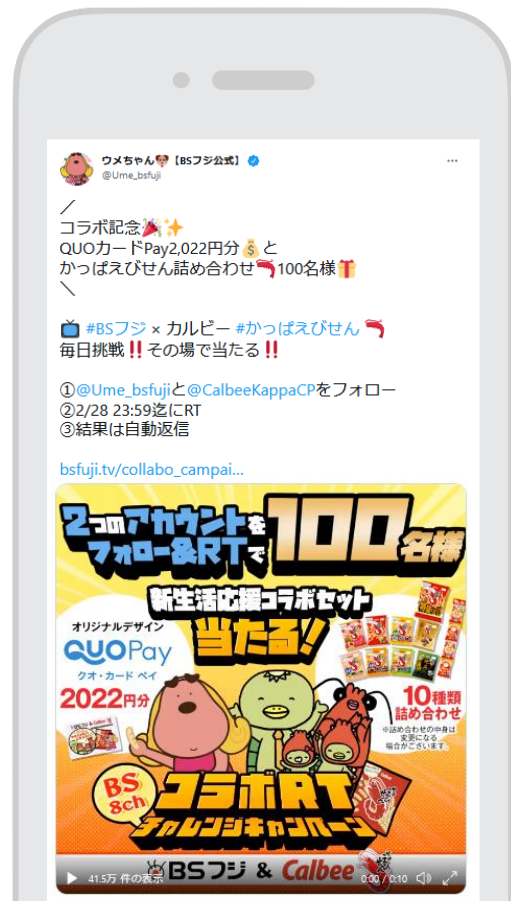 ウメちゃん【BSフジ公式】
@Ume_bsfuji
／
コラボ記念🎉✨
QUOカードPay2,022円分💰と
かっぱえびせん詰め合わせ🦐100名様🎁
＼
📺 #BSフジ × カルビー #かっぱえびせん 🦐
毎日挑戦‼その場で当たる‼
①@Ume_bsfujiと@CalbeeKappaCPをフォロー
②2/28 23:59迄にRT
③結果は自動返信
bsfuji.tv/collabo_campai...
2つのアカウントを
フォロー&RTで
100名様
新生活応援コラボセット
当たる!
オリジナルデザイン
QUOPay
クオ・カード ペイ
2022円分
10種類
詰め合わせ
※詰め合わせの中身は
変更になる
場合がございます。
BS
8ch
コラボRT
チャレンジキャンペーン
BSフジ & Calbee
41.5万 件の表示
0:00 / 0:10